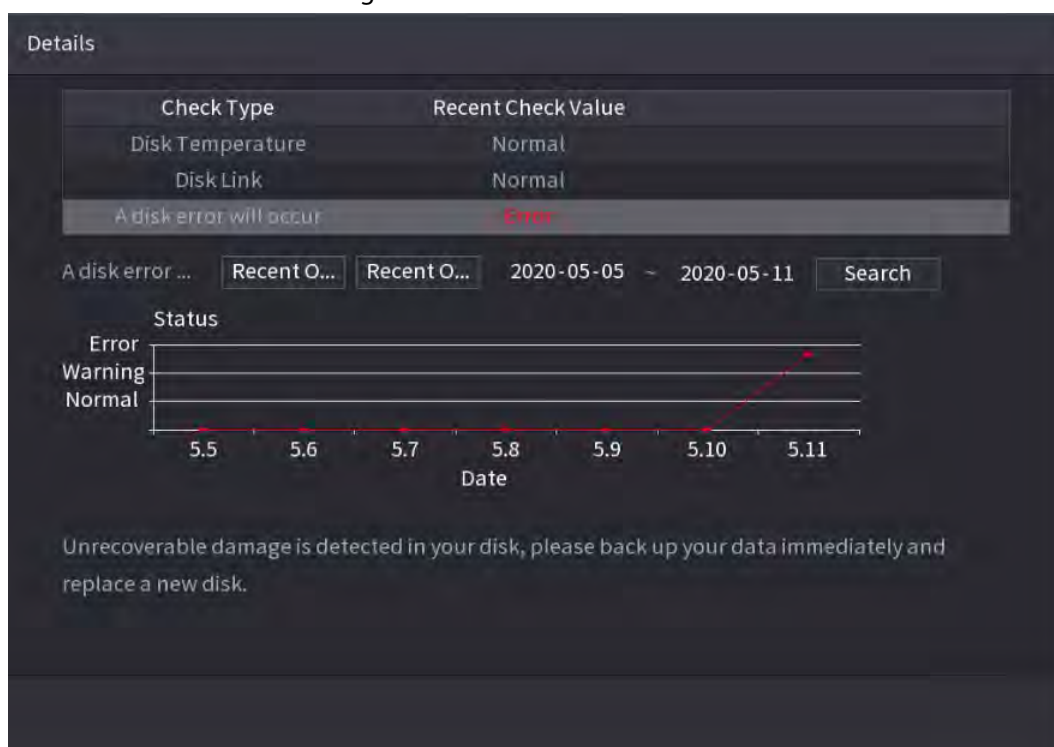 Details
Check Type Recent Check Value
Disk Temperature Normal
Disk Link Normal
A disk error will occur Error
A disk error ... Recent O... Recent O... 2020-05-05 ~ 2020-05-11 Search
Status
Error
Warning
Normal
5.5 5.6 5.7 5.8 5.9 5.10 5.11
Date
Unrecoverable damage is detected in your disk, please back up your data immediately and
replace a new disk.